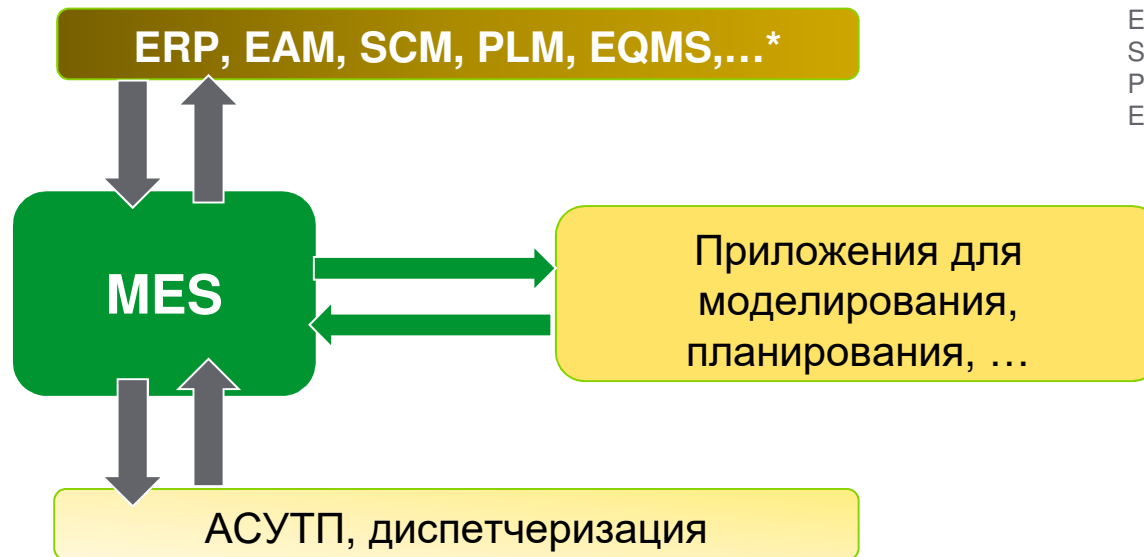 ERP, EAM, SCM, PLM, EQMS,…*
E
S
P
E
MES
Приложения для
моделирования,
планирования, …
АСУТП, диспетчеризация